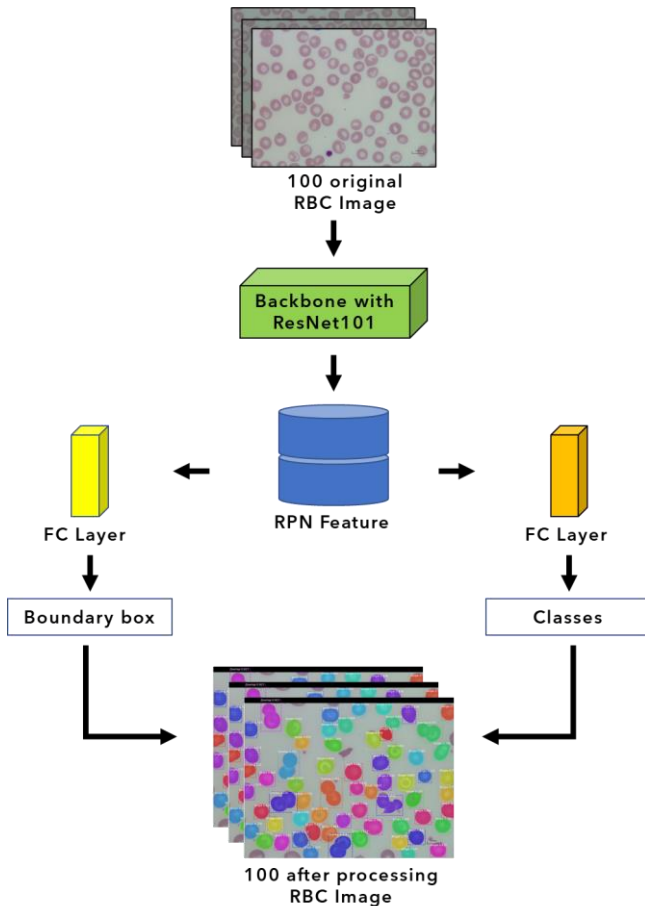 100 original
RBC Image
Backbone with
ResNet101
RPN Feature
FC Layer
FC Layer
Boundary box
Classes
100 after processing
RBC Image